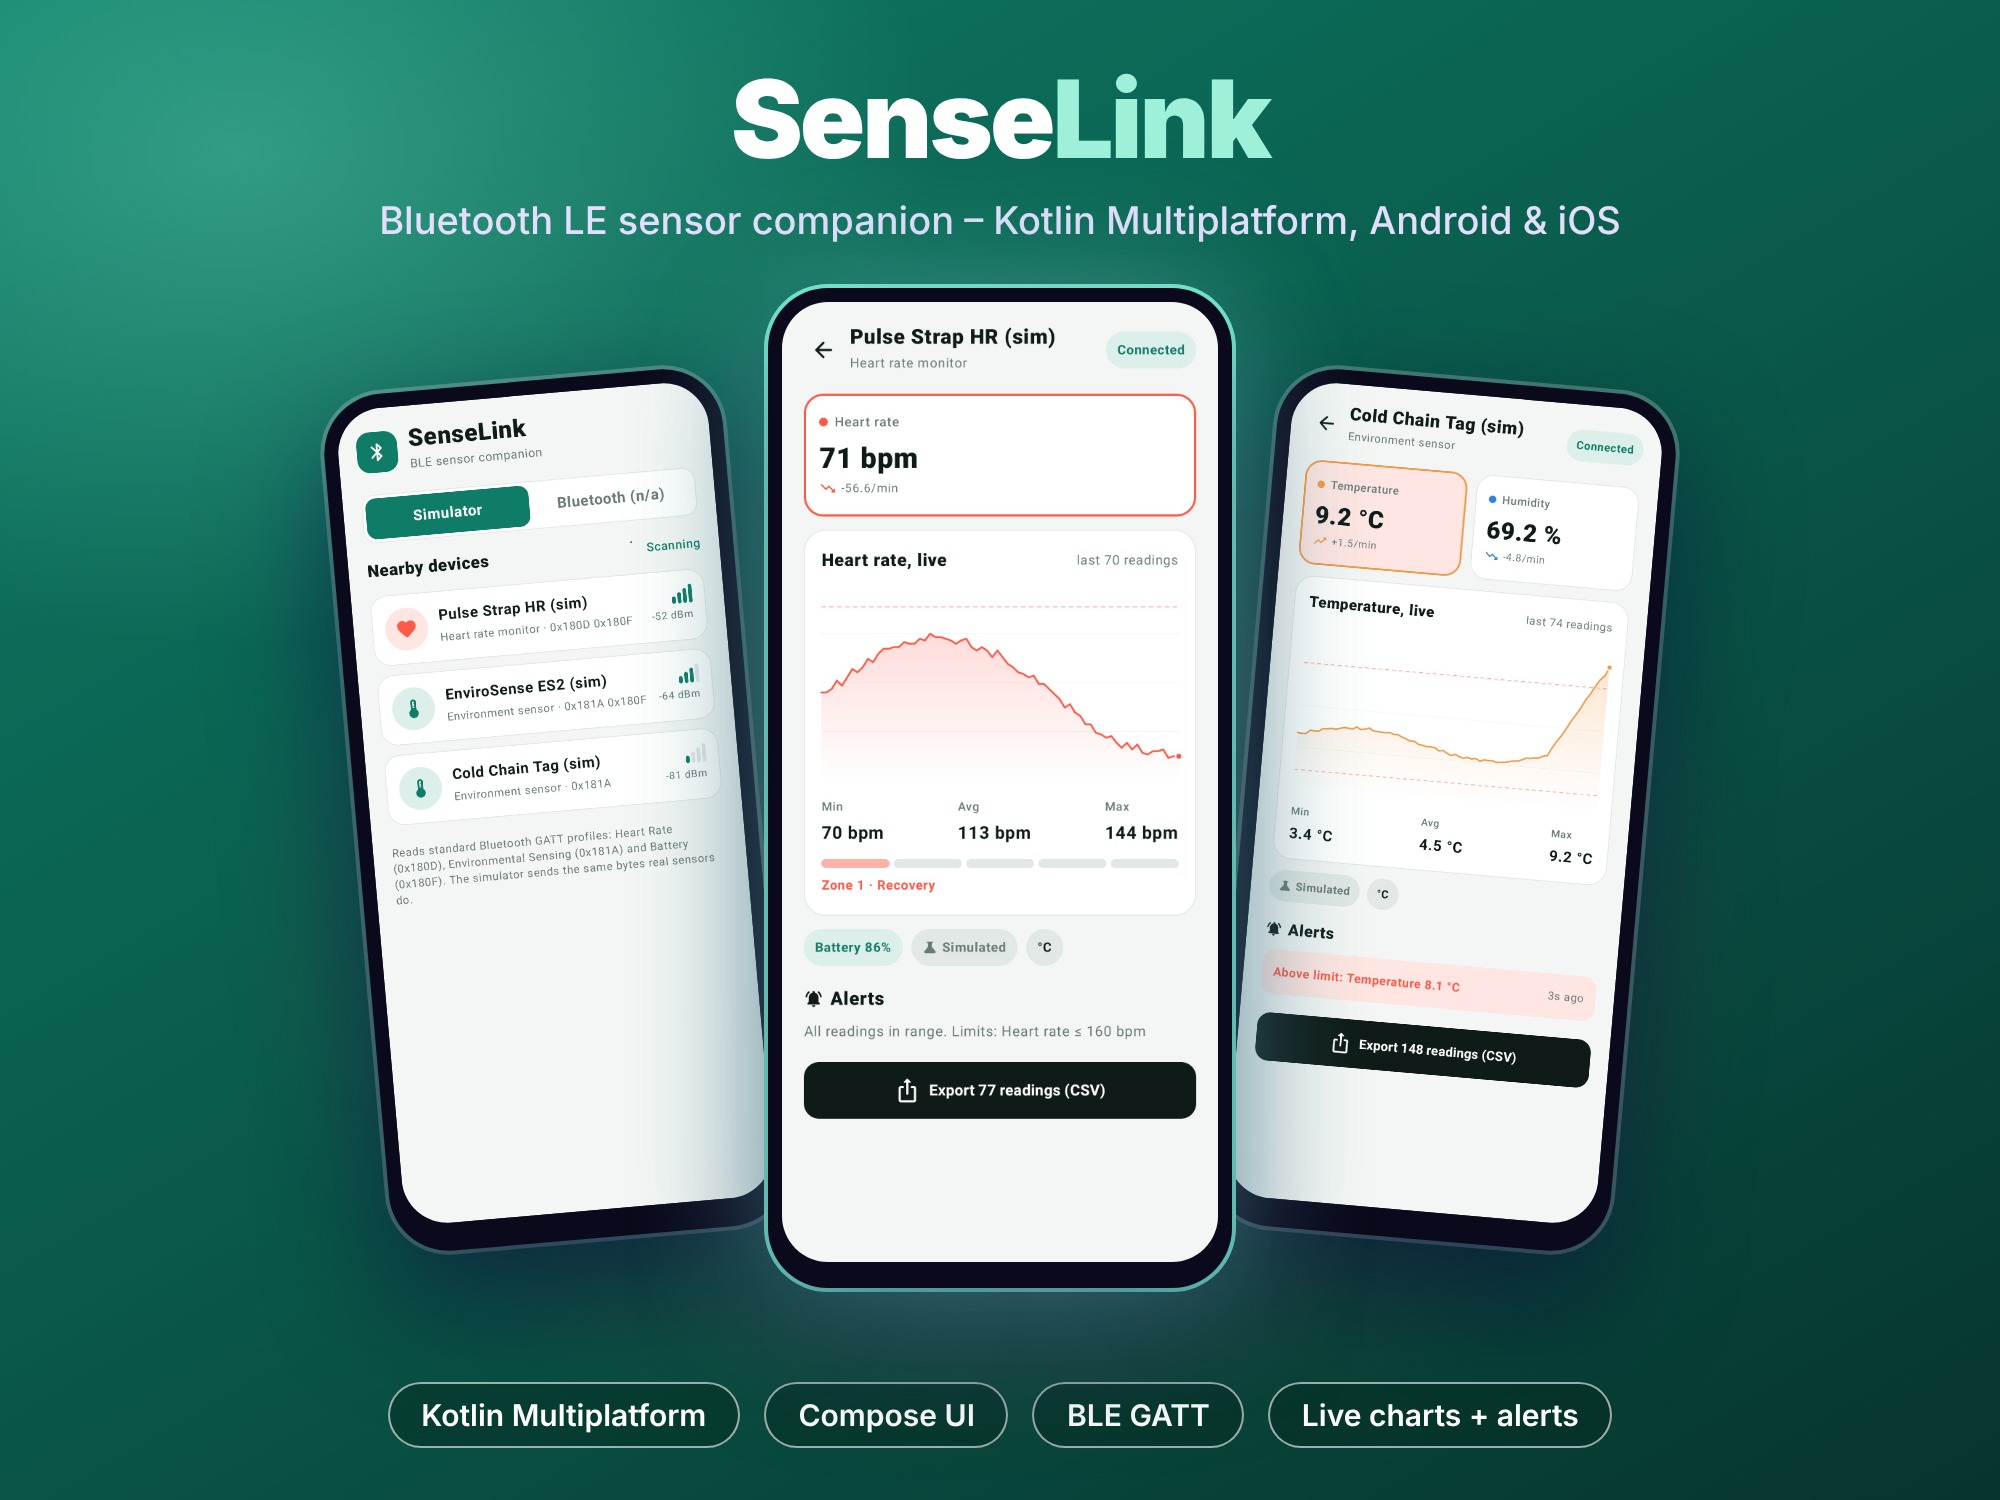 SenseLink
Bluetooth LE sensor companion – Kotlin Multiplatform, Android & iOS
SenseLink
BLE sensor companion
Simulator
Bluetooth (n/a)
Nearby devices
Scanning
Pulse Strap HR (sim)
Heart rate monitor · 0x180D 0x180F
-52 dBm
EnviroSense ES2 (sim)
Environment sensor · 0x181A 0x180F
-64 dBm
Cold Chain Tag (sim)
Environment sensor · 0x181A
-81 dBm
Reads standard Bluetooth GATT profiles: Heart Rate
(0x180D), Environmental Sensing (0x181A) and Battery
(0x180F). The simulator sends the same bytes real sensors
do.
Pulse Strap HR (sim)
Heart rate monitor
Connected
Heart rate
71 bpm
-56.6/min
Heart rate, live
last 70 readings
Min
Avg
Max
70 bpm
113 bpm
144 bpm
Zone 1 · Recovery
Battery 86%
Simulated
°C
Alerts
All readings in range. Limits: Heart rate ≤ 160 bpm
Export 77 readings (CSV)
Cold Chain Tag (sim)
Environment sensor
Connected
Temperature
9.2 °C
+1.5/min
Humidity
69.2 %
-4.8/min
Temperature, live
last 74 readings
Min
Avg
Max
3.4 °C
4.5 °C
9.2 °C
Simulated
°C
Alerts
Above limit: Temperature 8.1 °C
3s ago
Export 148 readings (CSV)
Kotlin Multiplatform
Compose UI
BLE GATT
Live charts + alerts